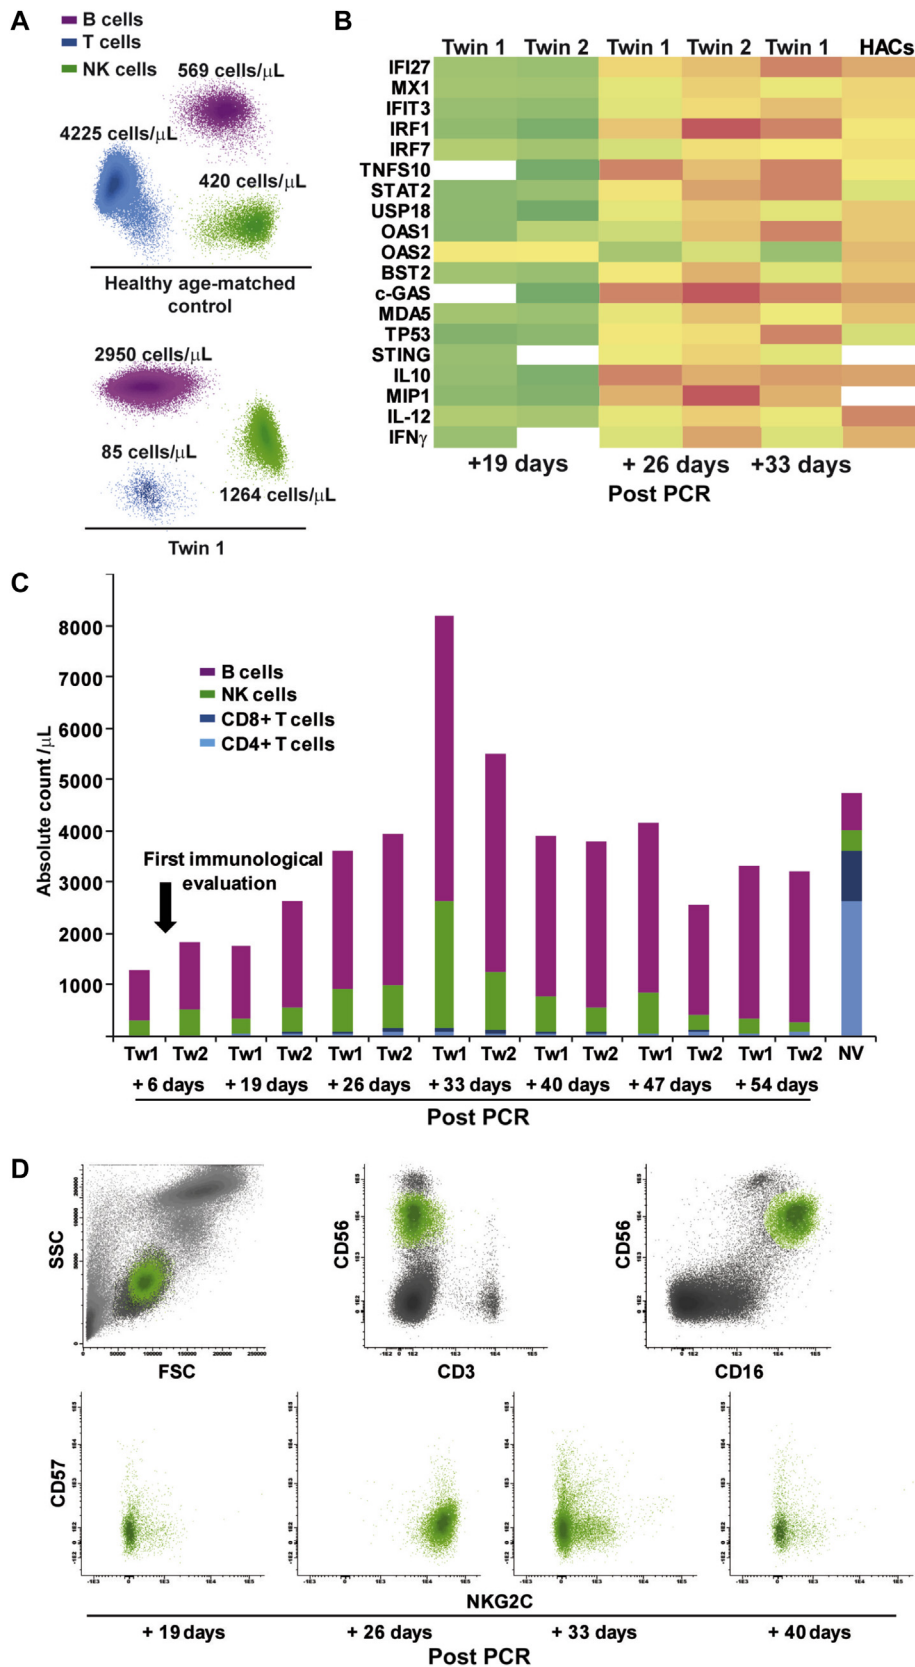 A
B cells
T cells
NK cells
569 cells/µL
4225 cells/µL
420 cells/µL
Healthy age-matched
control
2950 cells/µL
85 cells/µL
1264 cells/µL
Twin 1
B
Twin 1 Twin 2 Twin 1 Twin 2 Twin 1 HACs
IFI27
MX1
IFIT3
IRF1
IRF7
TNFS10
STAT2
USP18
OAS1
OAS2
BST2
c-GAS
MDA5
TP53
STING
IL10
MIP1
IL-12
IFNγ
+19 days + 26 days +33 days
Post PCR
C
B cells
NK cells
CD8+ T cells
CD4+ T cells
Absolute count /µL
8000
7000
6000
5000
4000
3000
2000
1000
First immunological
evaluation
Tw1 Tw2 Tw1 Tw2 Tw1 Tw2 Tw1 Tw2 Tw1 Tw2 Tw1 Tw2 Tw1 Tw2 NV
+ 6 days + 19 days + 26 days + 33 days + 40 days + 47 days + 54 days
Post PCR
D
SSC
FSC
0 50000 100000 150000 200000 250000
CD56
CD3
CD56
CD16
CD57
NKG2C
+ 19 days + 26 days + 33 days + 40 days
Post PCR